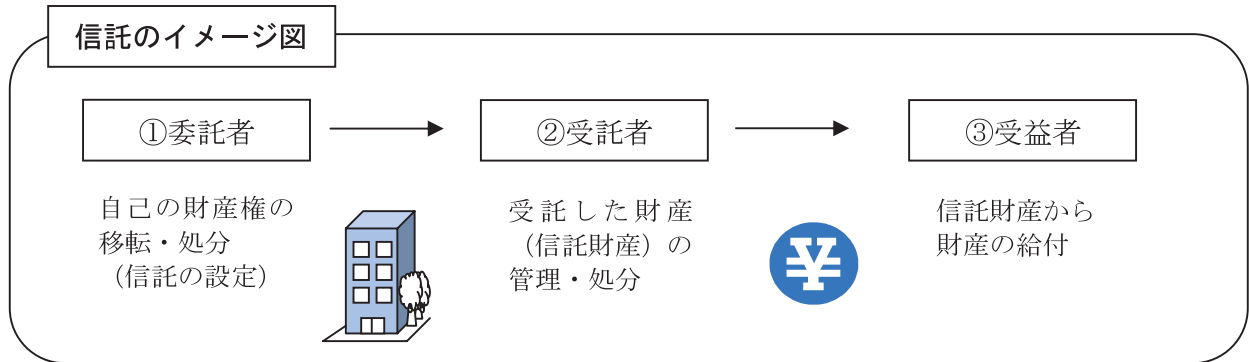 信託のイメージ図
①委託者
②受託者
③受益者
自己の財産権の
移転・処分
（信託の設定）
受託した財産
（信託財産）の
管理・処分
¥
信託財産から
財産の給付